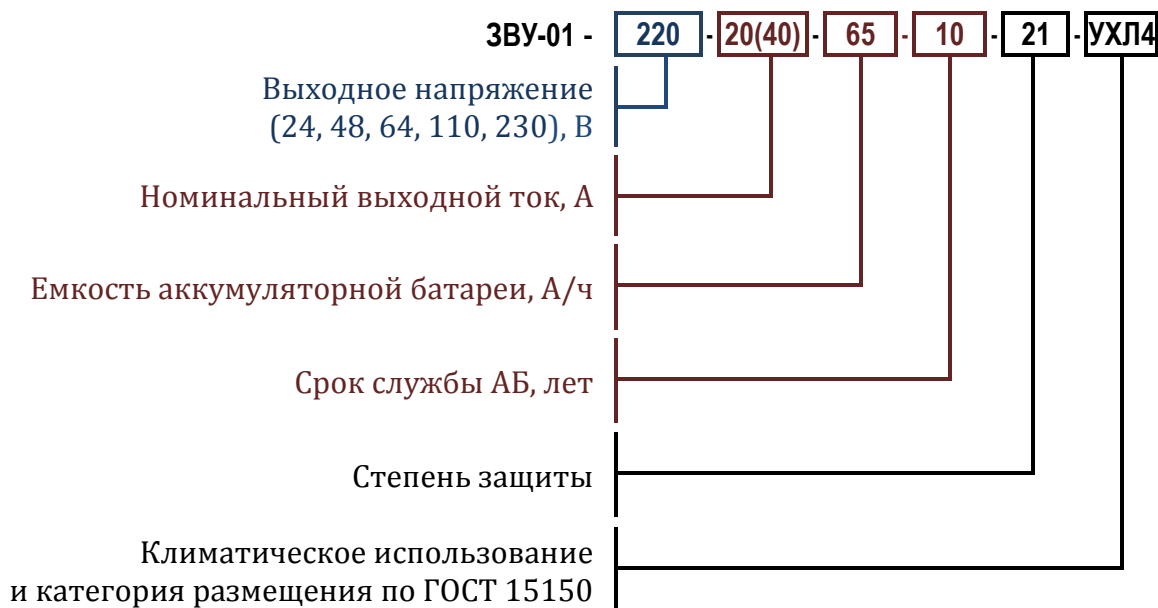 ЗВУ-01 - 220 - 20(40) - 65 - 10 - 21 - УХЛ4
Выходное напряжение
(24, 48, 64, 110, 230), В
Номинальный выходной ток, А
Емкость аккумуляторной батареи, А/ч
Срок службы АБ, лет
Степень защиты
Климатическое использование
и категория размещения по ГОСТ 15150